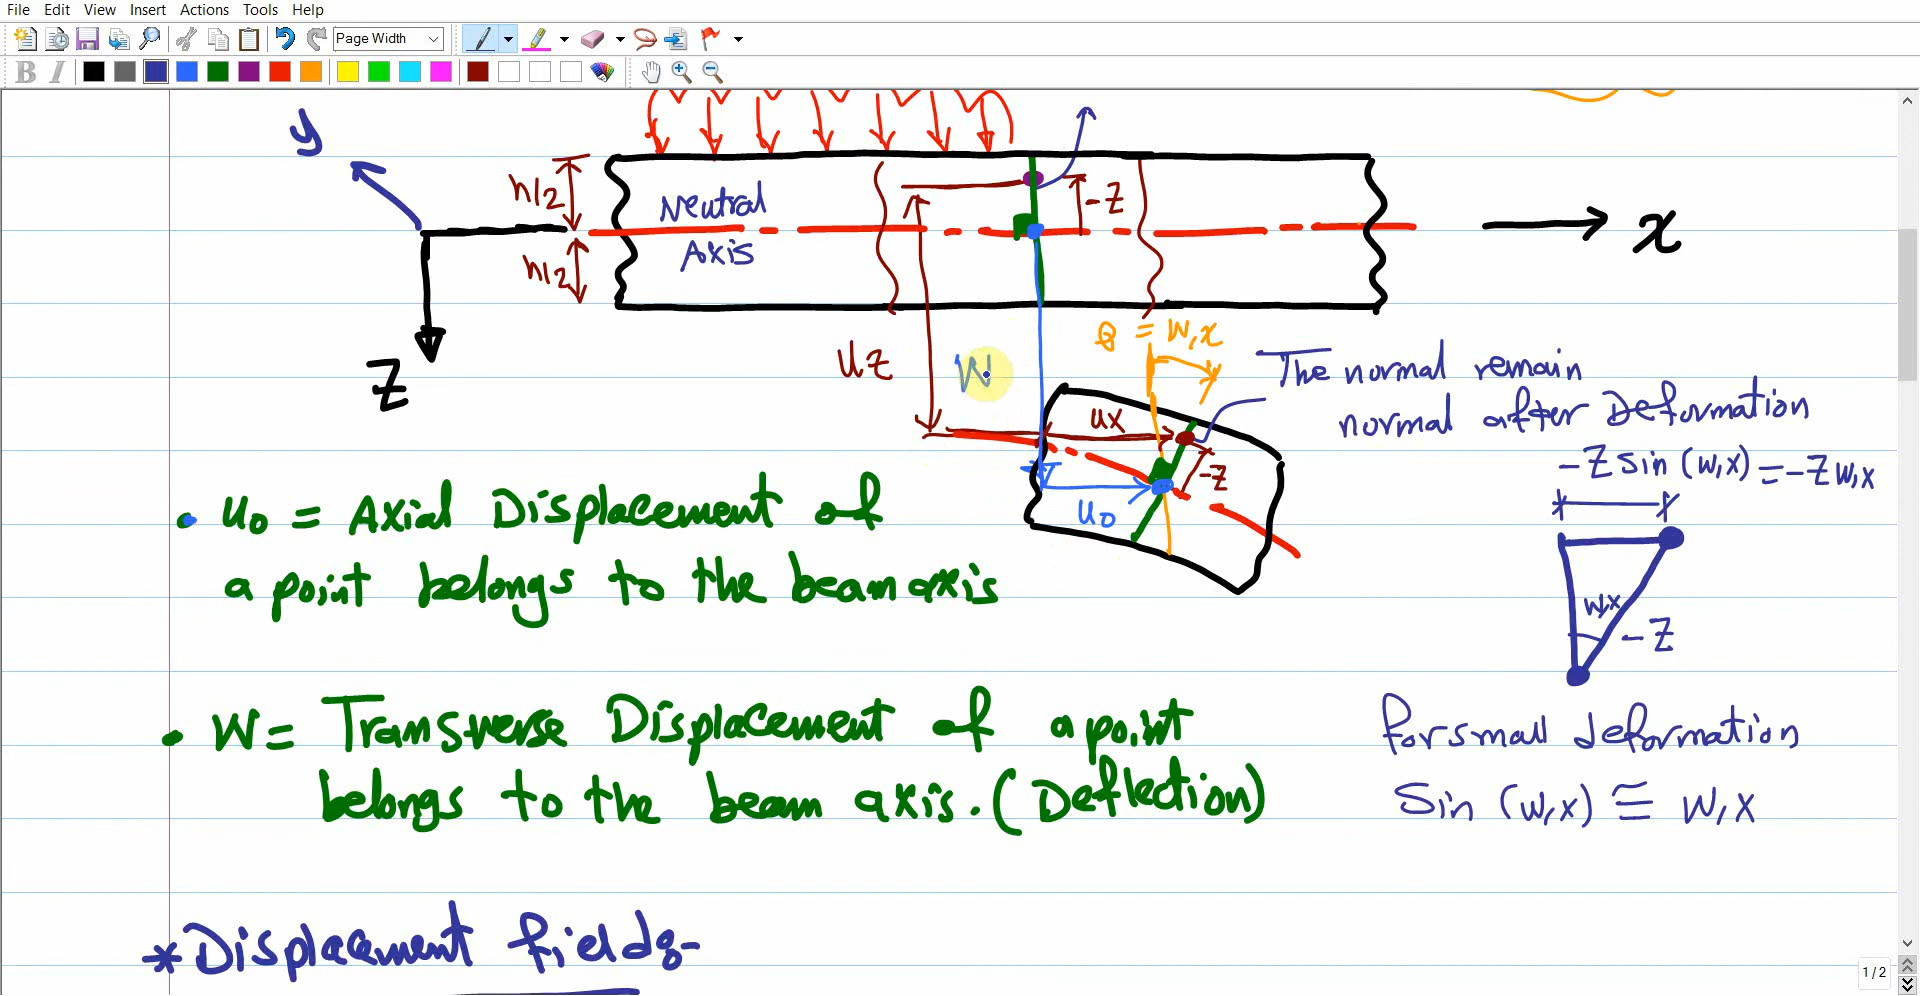 File Edit View Insert Actions Tools Help
Page Width
B I
y
h/2
Neutral
Axis
h/2
-Z
x
Z
uz
W
θ = w,x
The normal remain
normal after Deformation
ux
-Z
u0
-Z sin (w,x) = -Z w,x
w,x
-Z
• u0 = Axial Displacement of
a point belongs to the beam axis
• W = Transverse Displacement of a point
belongs to the beam axis. (Deflection)
for small deformation
Sin (w,x) ≅ w,x
* Displacement field:-
1 / 2